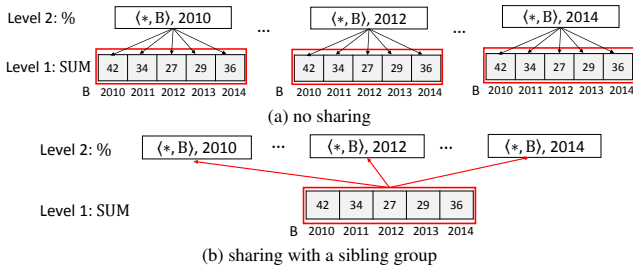 Level 2: % ⟨*, B⟩, 2010 ... ⟨*, B⟩, 2012 ... ⟨*, B⟩, 2014
Level 1: SUM 42 34 27 29 36 42 34 27 29 36 42 34 27 29 36
B 2010 2011 2012 2013 2014 B 2010 2011 2012 2013 2014 B 2010 2011 2012 2013 2014
(a) no sharing
Level 2: % ⟨*, B⟩, 2010 ... ⟨*, B⟩, 2012 ... ⟨*, B⟩, 2014
Level 1: SUM 42 34 27 29 36
B 2010 2011 2012 2013 2014
(b) sharing with a sibling group